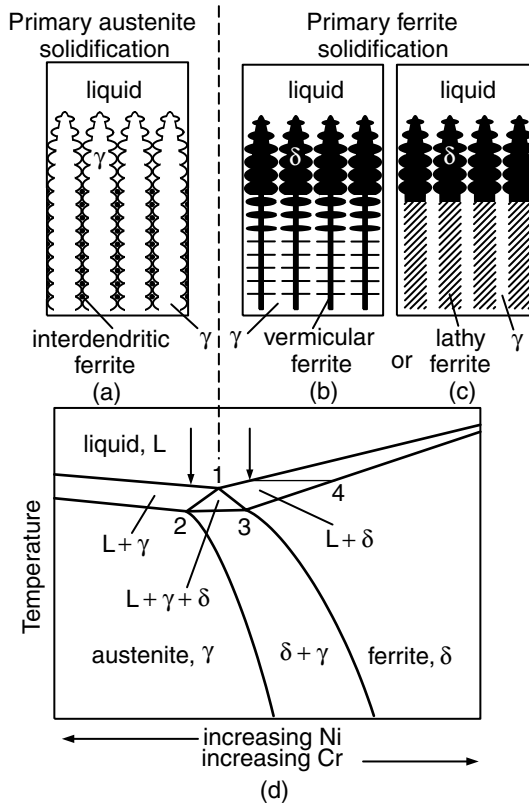 Primary austenite
solidification
Primary ferrite
solidification
liquid
γ
interdendritic
ferrite
γ
(a)
liquid
δ
γ
vermicular
ferrite
(b)
or
liquid
δ
lathy
ferrite
γ
(c)
liquid, L
1
2
3
4
L + γ
L + δ
L + γ + δ
austenite, γ
δ + γ
ferrite, δ
Temperature
increasing Ni
increasing Cr
(d)